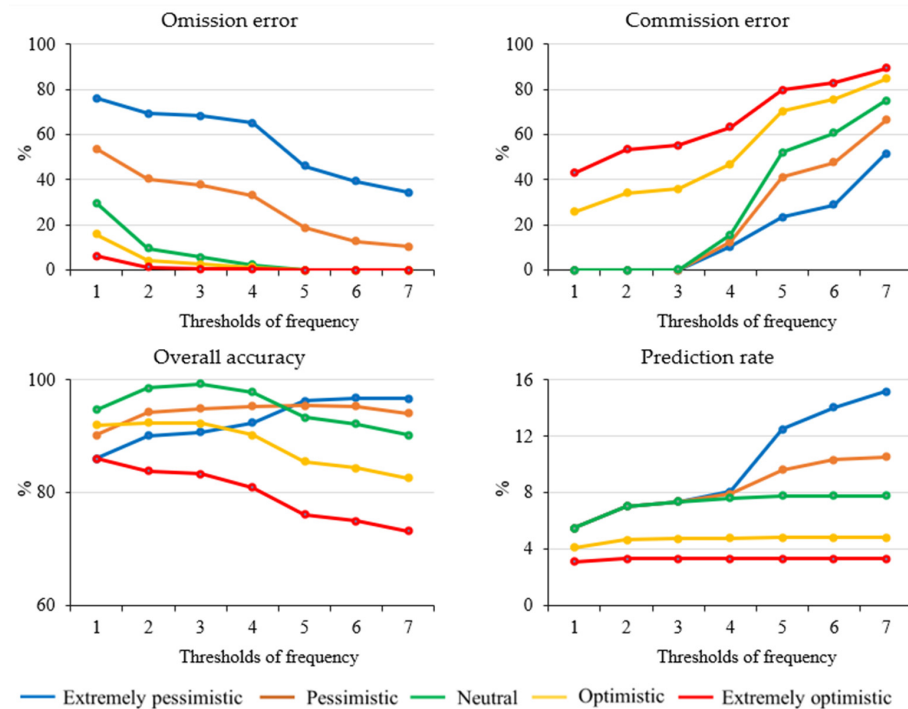 Omission error
100
80
60
40
20
0
%
1 2 3 4 5 6 7
Thresholds of frequency
Commission error
100
80
60
40
20
0
%
1 2 3 4 5 6 7
Thresholds of frequency
Overall accuracy
100
80
60
%
1 2 3 4 5 6 7
Thresholds of frequency
Prediction rate
16
12
8
4
0
%
1 2 3 4 5 6 7
Thresholds of frequency
Extremely pessimistic Pessimistic Neutral Optimistic Extremely optimistic